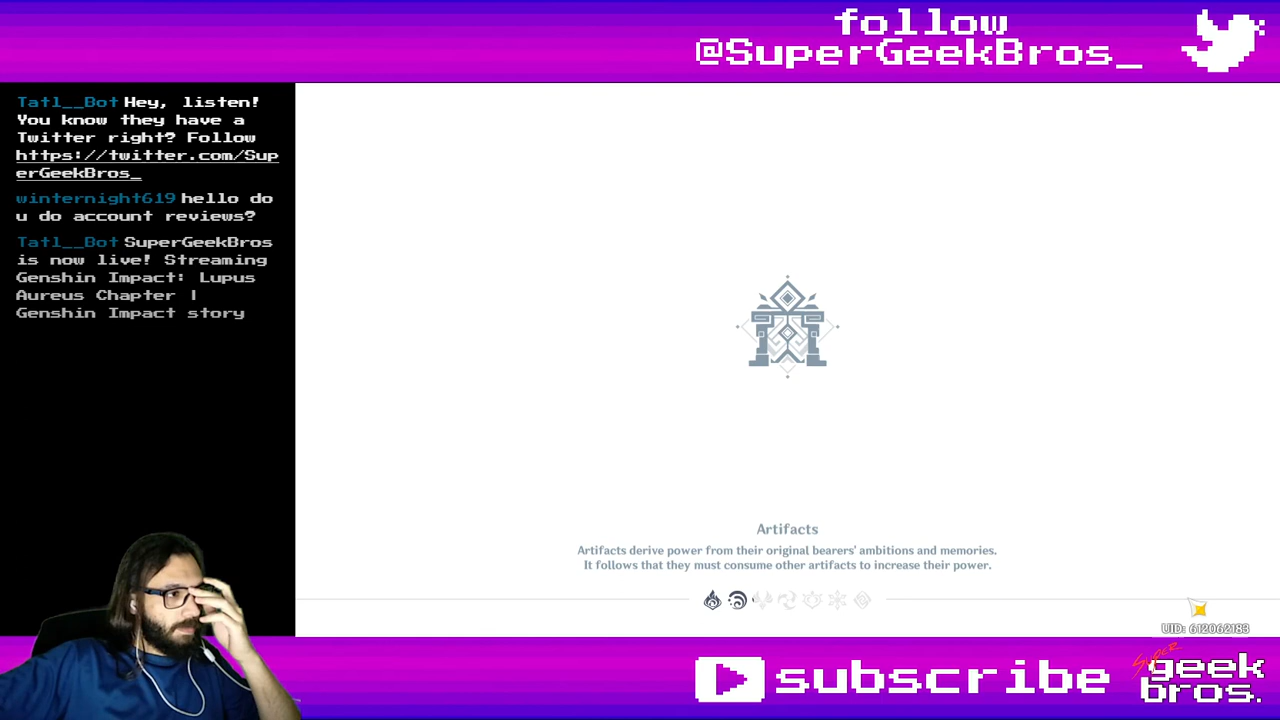 follow
@SuperGeekBros_
Tatl__Bot Hey, listen!
You know they have a
Twitter right? Follow
https://twitter.com/Sup
erGeekBros_
winternight619 hello do
u do account reviews?
Tatl__Bot SuperGeekBros
is now live! Streaming
Genshin Impact: Lupus
Aureus Chapter |
Genshin Impact story
Artifacts
Artifacts derive power from their original bearers' ambitions and memories.
It follows that they must consume other artifacts to increase their power.
UID: 612062183
subscribe
super
geek
bros.